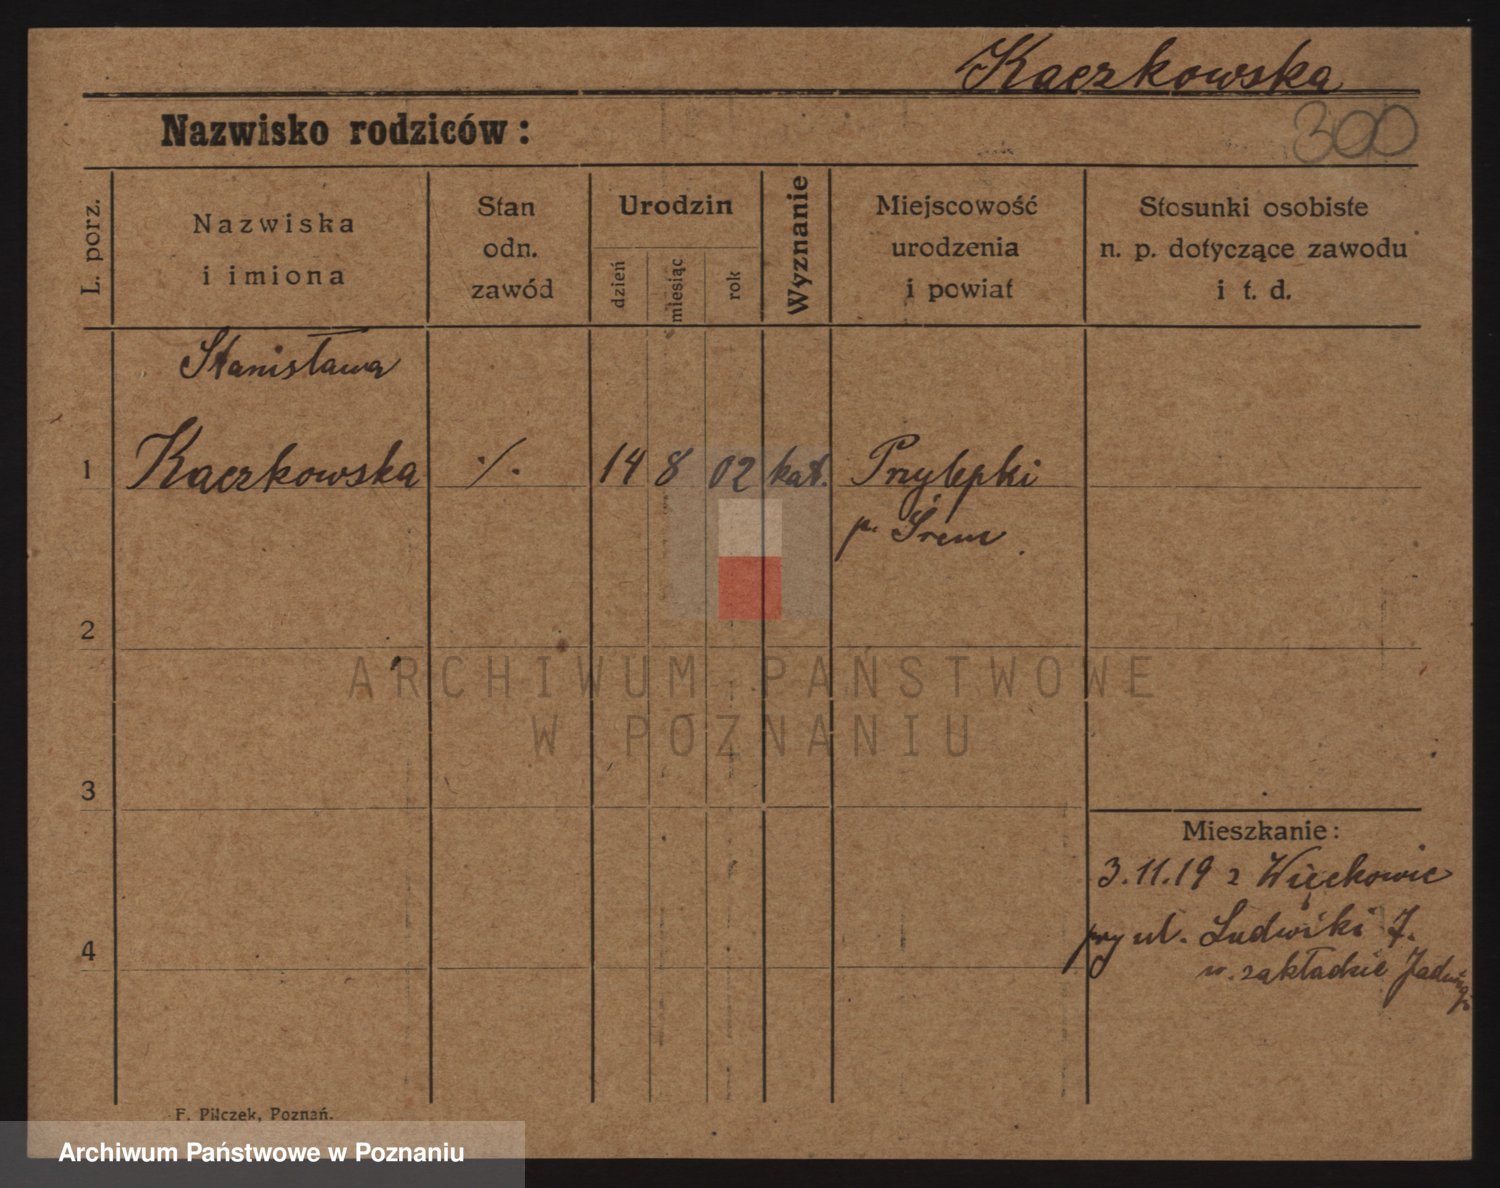 Kaczkowska
Nazwisko rodziców:
300
L. porz.
Nazwiska
i imiona
Stan
odn.
zawód
Urodzin
dzień
miesiąc
rok
Wyznanie
Miejscowość
urodzenia
i powiat
Stosunki osobiste
n. p. dotyczące zawodu
i t. d.
Stanisława
1 Kaczkowska ./. 14 8 02 kat. Przylepki
p. Śrem.
2
ARCHIWUM PAŃSTWOWE
W POZNANIU
3
Mieszkanie:
3.11.19 z Więckowic
przy ul. Ludwiki J.
4
w. zakładzie Jadwigi
F. Pilczek, Poznań.
Archiwum Państwowe w Poznaniu